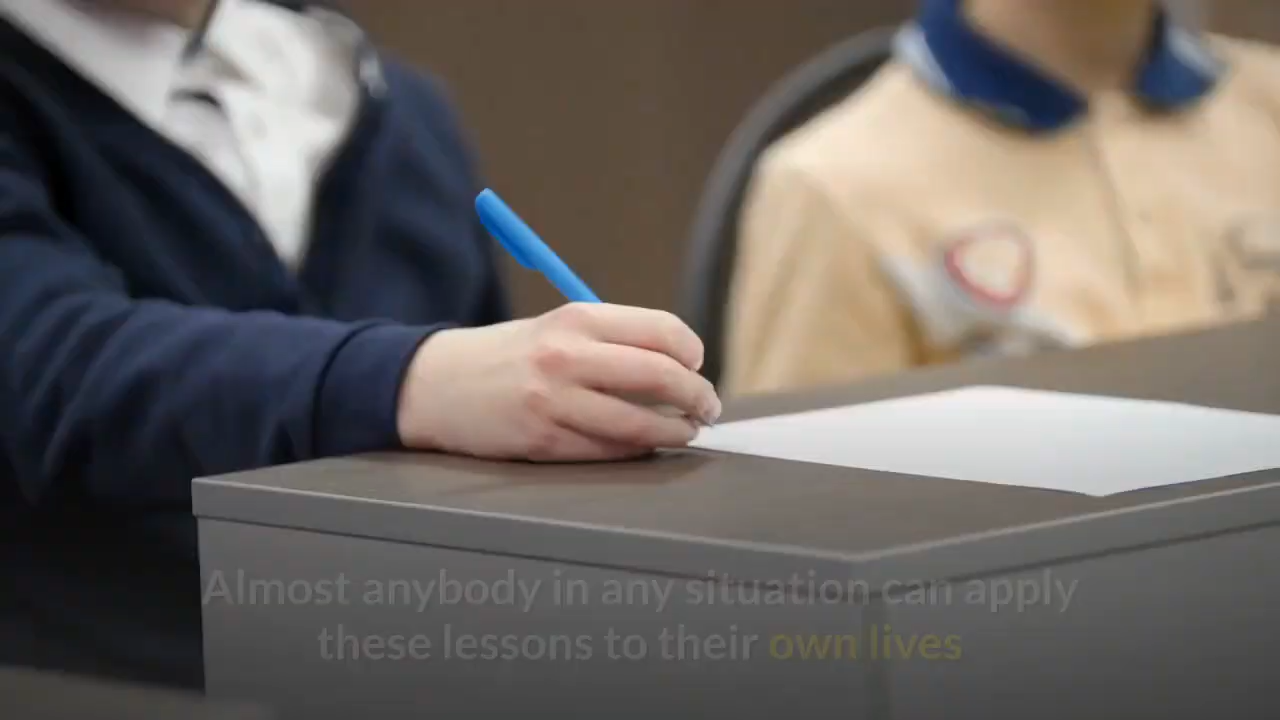 Almost anybody in any situation can apply
these lessons to their own lives